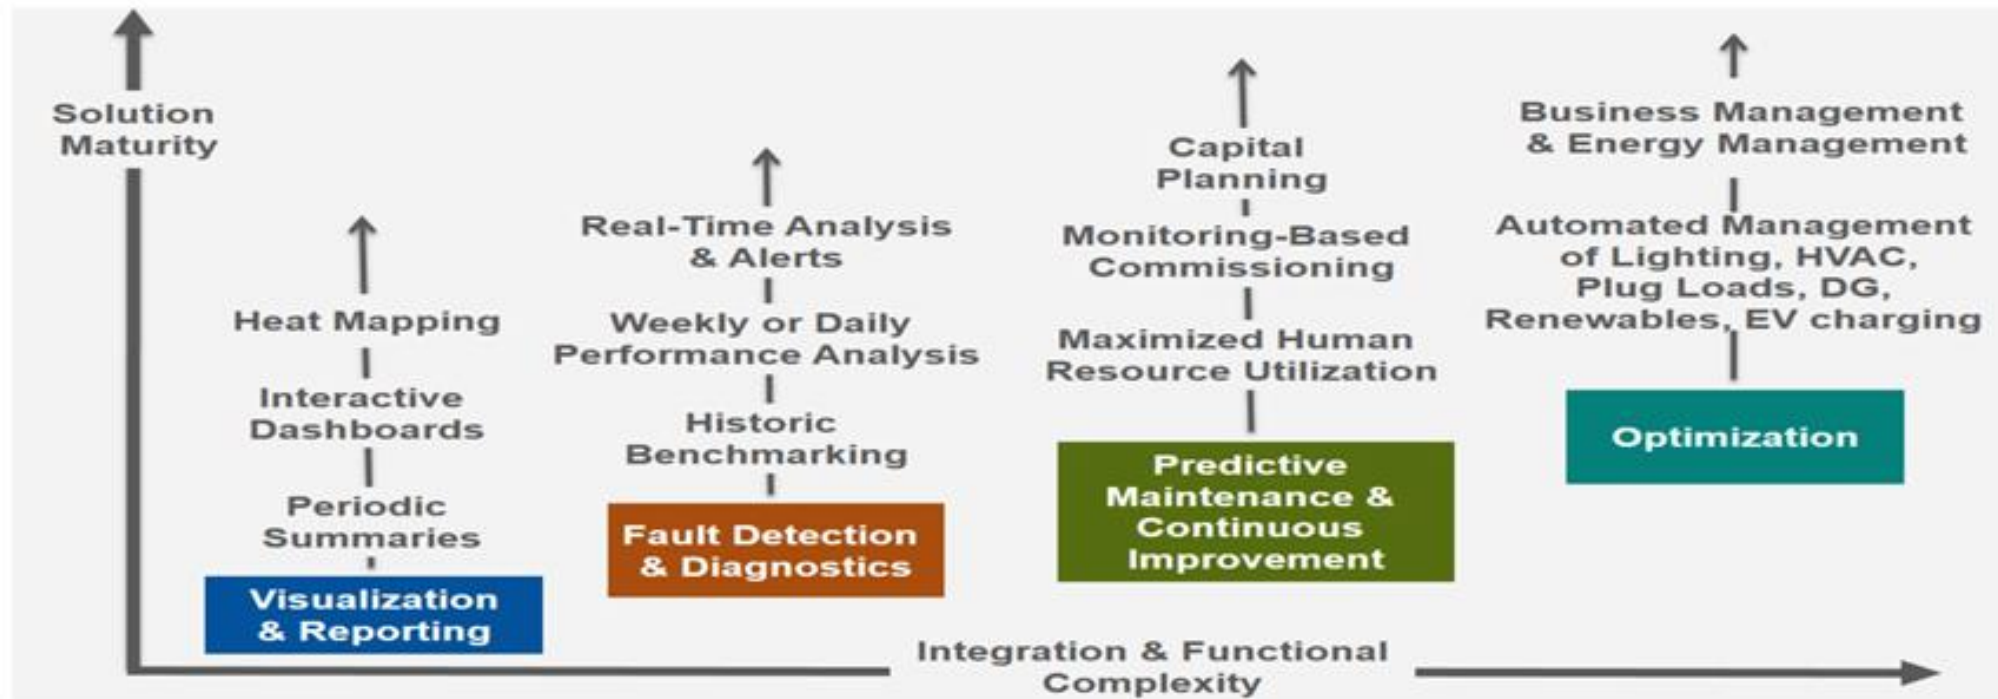 Solution
Maturity
Heat Mapping
Interactive
Dashboards
Periodic
Summaries
Visualization
& Reporting
Real-Time Analysis
& Alerts
Weekly or Daily
Performance Analysis
Historic
Benchmarking
Fault Detection
& Diagnostics
Capital
Planning
Monitoring-Based
Commissioning
Maximized Human
Resource Utilization
Predictive
Maintenance &
Continuous
Improvement
Business Management
& Energy Management
Automated Management
of Lighting, HVAC,
Plug Loads, DG,
Renewables, EV charging
Optimization
Integration & Functional
Complexity